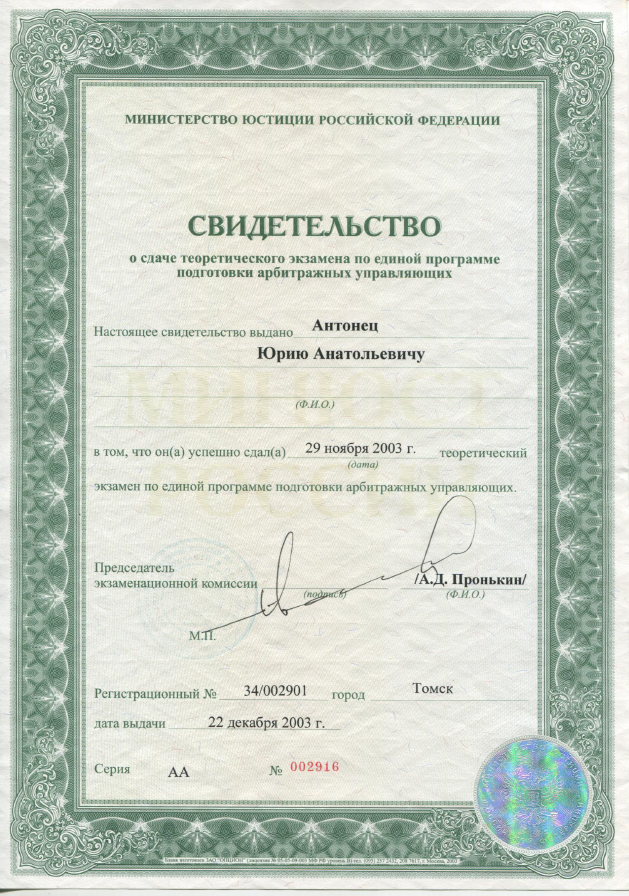 МИНИСТЕРСТВО ЮСТИЦИИ РОССИЙСКОЙ ФЕДЕРАЦИИ
СВИДЕТЕЛЬСТВО
о сдаче теоретического экзамена по единой программе
подготовки арбитражных управляющих
Настоящее свидетельство выдано Антонец
Юрию Анатольевичу
МИНЮСТ
(Ф.И.О.)
в том, что он(а) успешно сдал(а) 29 ноября 2003 г. теоретический
(дата)
экзамен по единой программе подготовки арбитражных управляющих.
РОССИИ
Председатель
экзаменационной комиссии /А.Д. Пронькин/
(подпись) (Ф.И.О.)
М.П.
Регистрационный № 34/002901 город Томск
дата выдачи 22 декабря 2003 г.
Серия АА № 002916